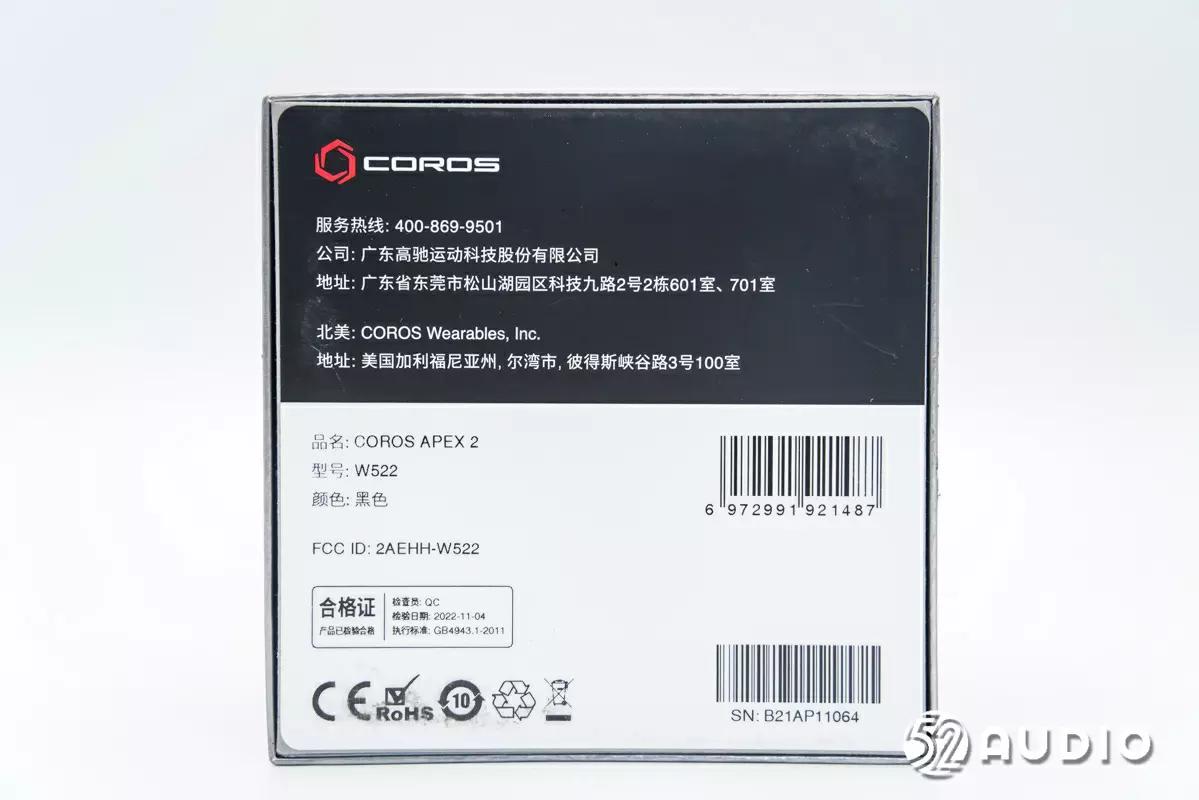 COROS
服务热线: 400-869-9501
公司: 广东高驰运动科技股份有限公司
地址: 广东省东莞市松山湖园区科技九路2号2栋601室、701室
北美: COROS Wearables, Inc.
地址: 美国加利福尼亚州, 尔湾市, 彼得斯峡谷路3号100室
品名: COROS APEX 2
型号: W522
颜色: 黑色
6 972991 921487
FCC ID: 2AEHH-W522
合格证
产品已检验合格
检查员: QC
检验日期: 2022-11-04
执行标准: GB4943.1-2011
CE
RoHS
10
SN: B21AP11064
52 AUDIO